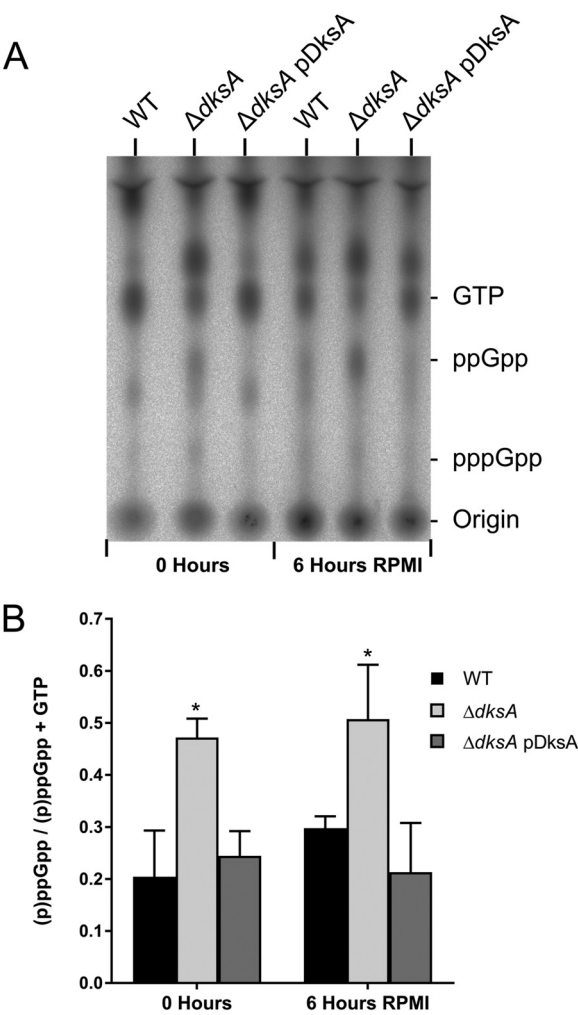 A
WT
ΔdksA
ΔdksA pDksA
WT
ΔdksA
ΔdksA pDksA
GTP
ppGpp
pppGpp
Origin
0 Hours
6 Hours RPMI
B
(p)ppGpp / (p)ppGpp + GTP
0.7
0.6
0.5
0.4
0.3
0.2
0.1
0.0
*
*
WT
ΔdksA
ΔdksA pDksA
0 Hours
6 Hours RPMI